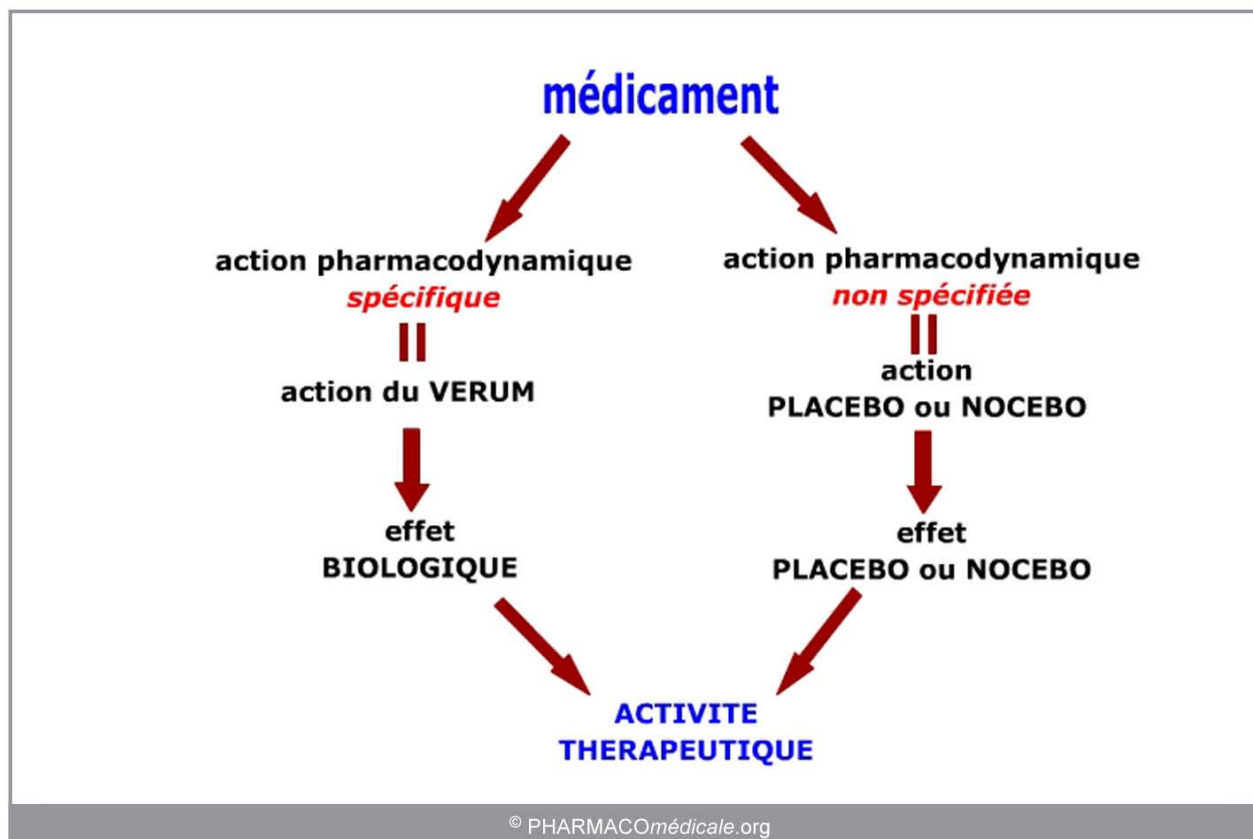 médicament
action pharmacodynamique
spécifique
action pharmacodynamique
non spécifiée
action du VERUM
action
PLACEBO ou NOCEBO
effet
BIOLOGIQUE
effet
PLACEBO ou NOCEBO
ACTIVITE
THERAPEUTIQUE
© PHARMACOmédicale.org